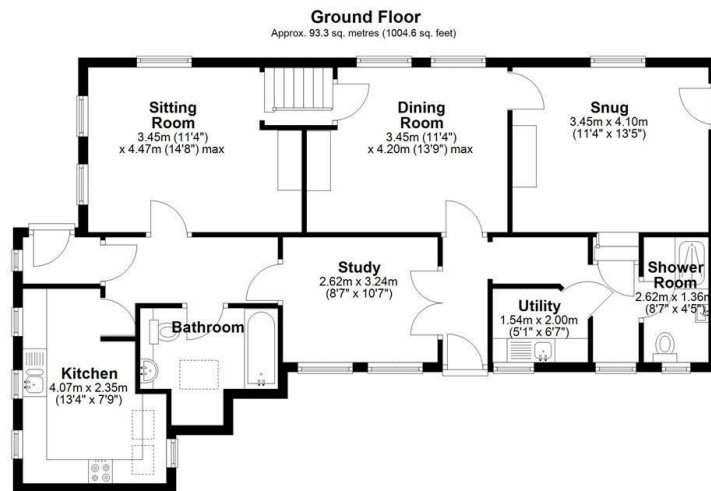 Ground Floor
Approx. 93.3 sq. metres (1004.6 sq. feet)
Sitting
Room
3.45m (11'4")
x 4.47m (14'8") max
Dining
Room
3.45m (11'4")
x 4.20m (13'9") max
Snug
3.45m x 4.10m
(11'4" x 13'5")
Study
2.62m x 3.24m
(8'7" x 10'7")
Shower
Room
2.62m x 1.36m
(8'7" x 4'5")
Utility
1.54m x 2.00m
(5'1" x 6'7")
Bathroom
Kitchen
4.07m x 2.35m
(13'4" x 7'9")